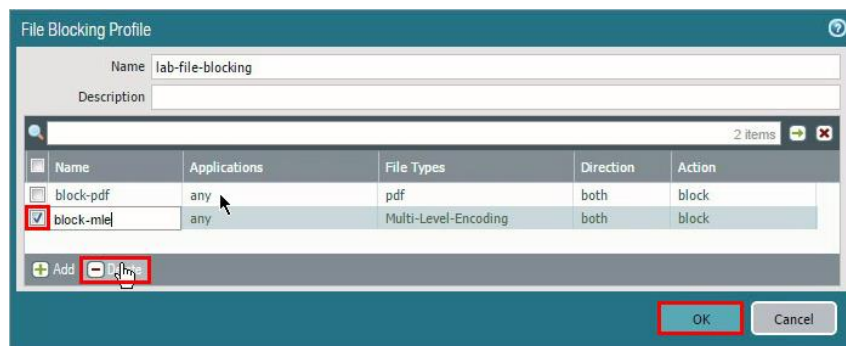 File Blocking Profile
Name lab-file-blocking
Description
2 items
Name Applications File Types Direction Action
block-pdf any pdf both block
block-mle any Multi-Level-Encoding both block
Add Delete
OK Cancel